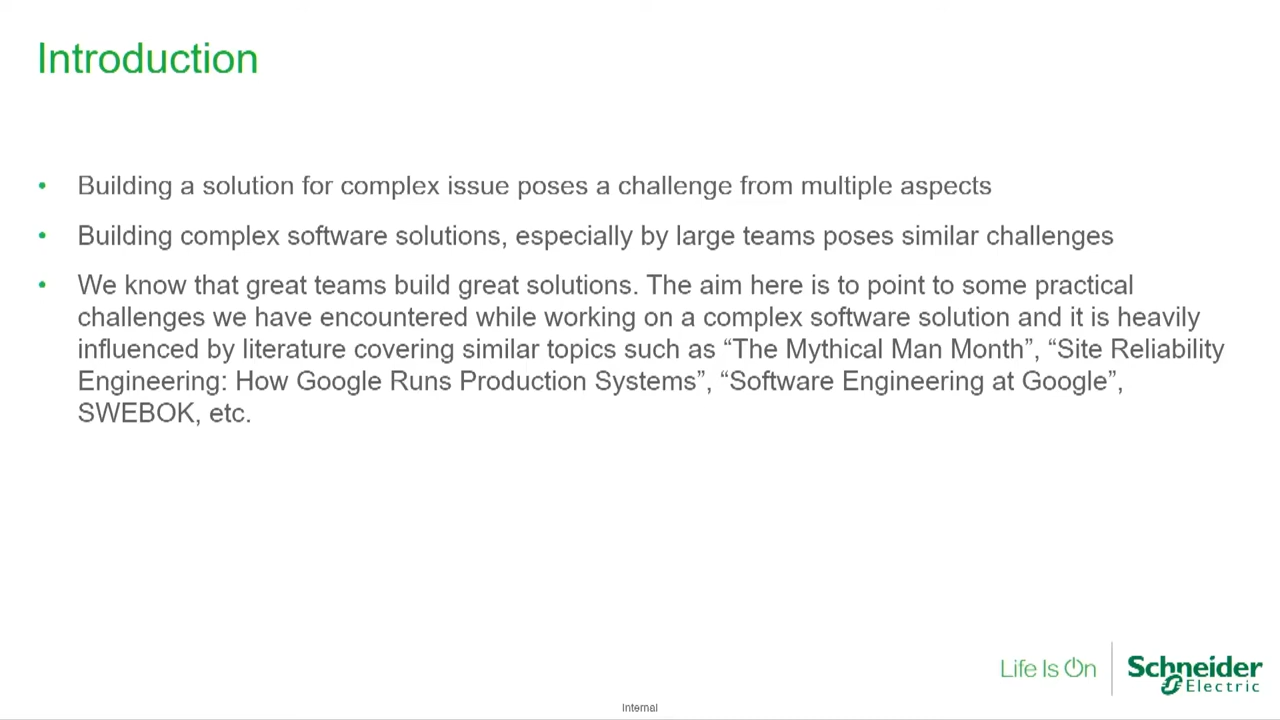 Introduction
• Building a solution for complex issue poses a challenge from multiple aspects
• Building complex software solutions, especially by large teams poses similar challenges
• We know that great teams build great solutions. The aim here is to point to some practical
challenges we have encountered while working on a complex software solution and it is heavily
influenced by literature covering similar topics such as “The Mythical Man Month”, “Site Reliability
Engineering: How Google Runs Production Systems”, “Software Engineering at Google”,
SWEBOK, etc.
Life Is On
Schneider
Electric
Internal